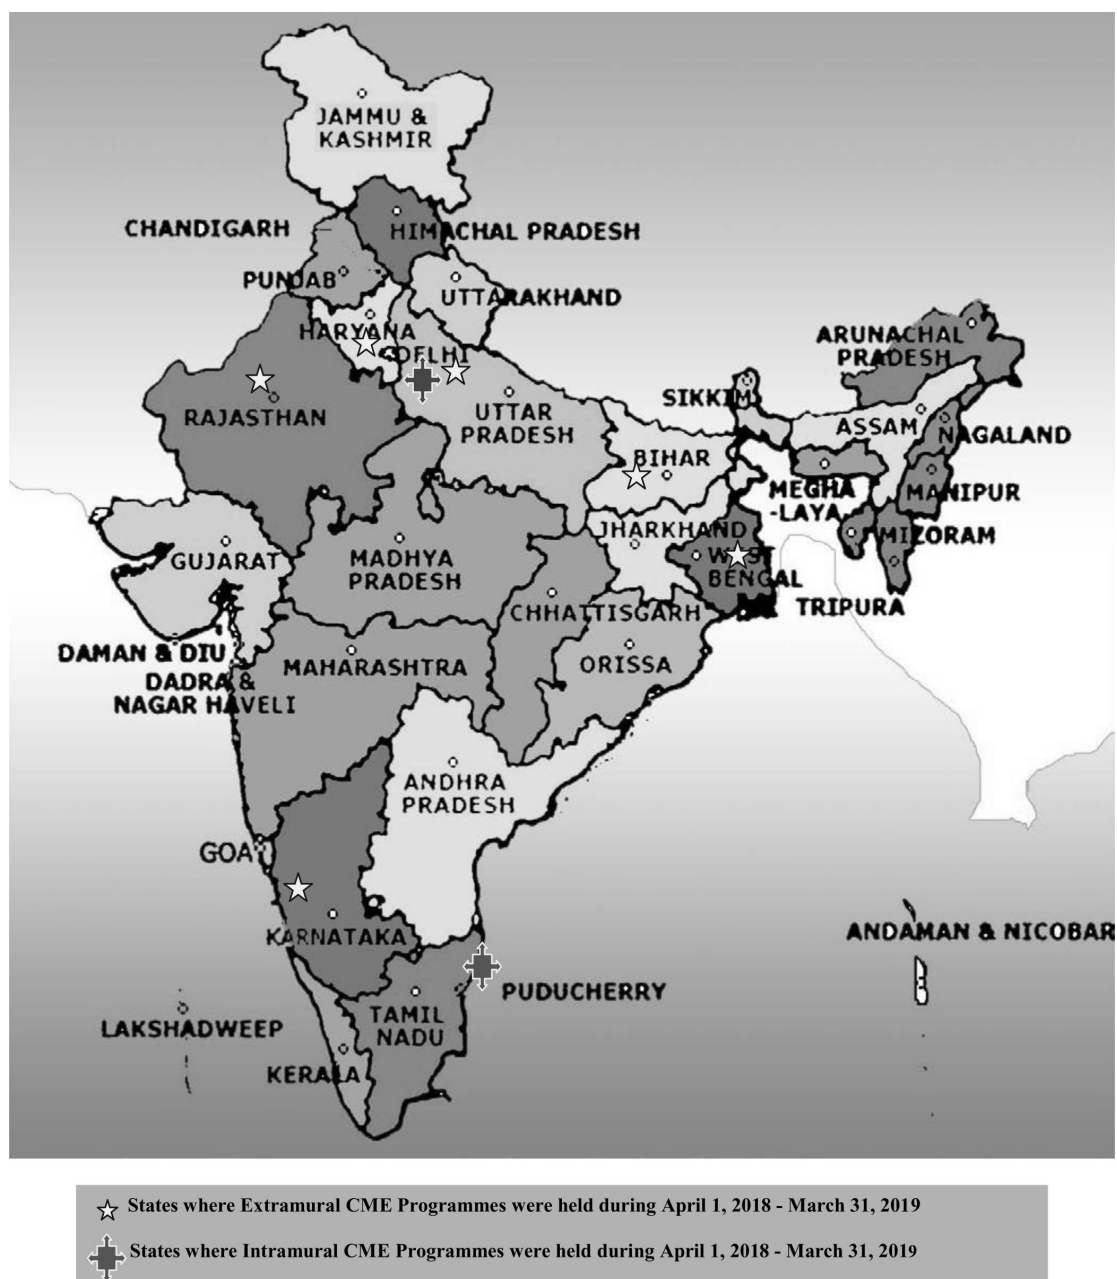 JAMMU &
KASHMIR
CHANDIGARH
HIMACHAL PRADESH
PUNJAB
UTTARAKHAND
HARYANA
DELHI
ARUNACHAL
PRADESH
SIKKIM
RAJASTHAN
UTTAR
PRADESH
ASSAM
NAGALAND
BIHAR
MEGHA
-LAYA
MANIPUR
JHARKHAND
MIZORAM
GUJARAT
MADHYA
PRADESH
WEST
BENGAL
CHHATTISGARH
TRIPURA
DAMAN & DIU
MAHARASHTRA
ORISSA
DADRA &
NAGAR HAVELI
ANDHRA
PRADESH
GOA
KARNATAKA
ANDAMAN & NICOBAR
PUDUCHERRY
TAMIL
NADU
LAKSHADWEEP
KERALA
States where Extramural CME Programmes were held during April 1, 2018 - March 31, 2019
States where Intramural CME Programmes were held during April 1, 2018 - March 31, 2019